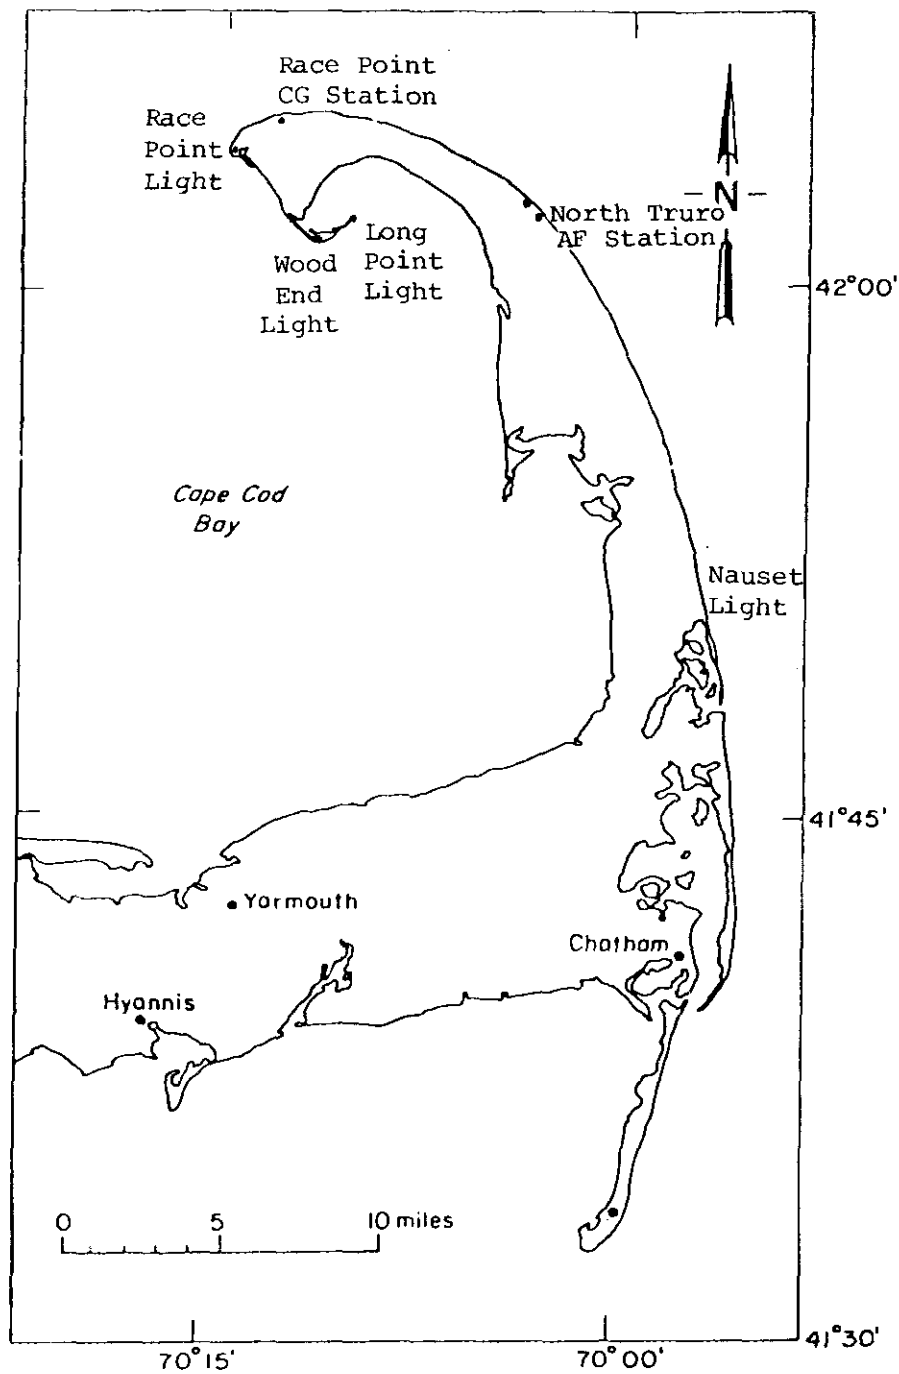 Race Point
CG Station
Race
Point
Light
N
North Truro
AF Station
Long
Point
Light
Wood
End
Light
42°00'
Cape Cod
Bay
Nauset
Light
41°45'
Yarmouth
Chatham
Hyannis
0 5 10 miles
41°30'
70°15' 70°00'